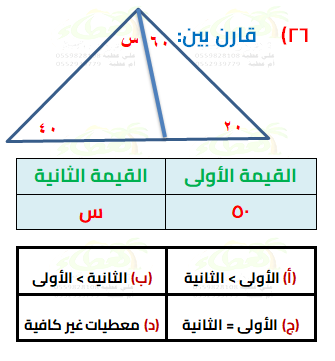 ٢٦) قارن بين:
س ٦٠
٤٠ ٢٠
القيمة الأولى القيمة الثانية
٥٠ س
(أ) الأولى > الثانية (ب) الثانية > الأولى
(ج) الأولى = الثانية (د) معطيات غير كافية